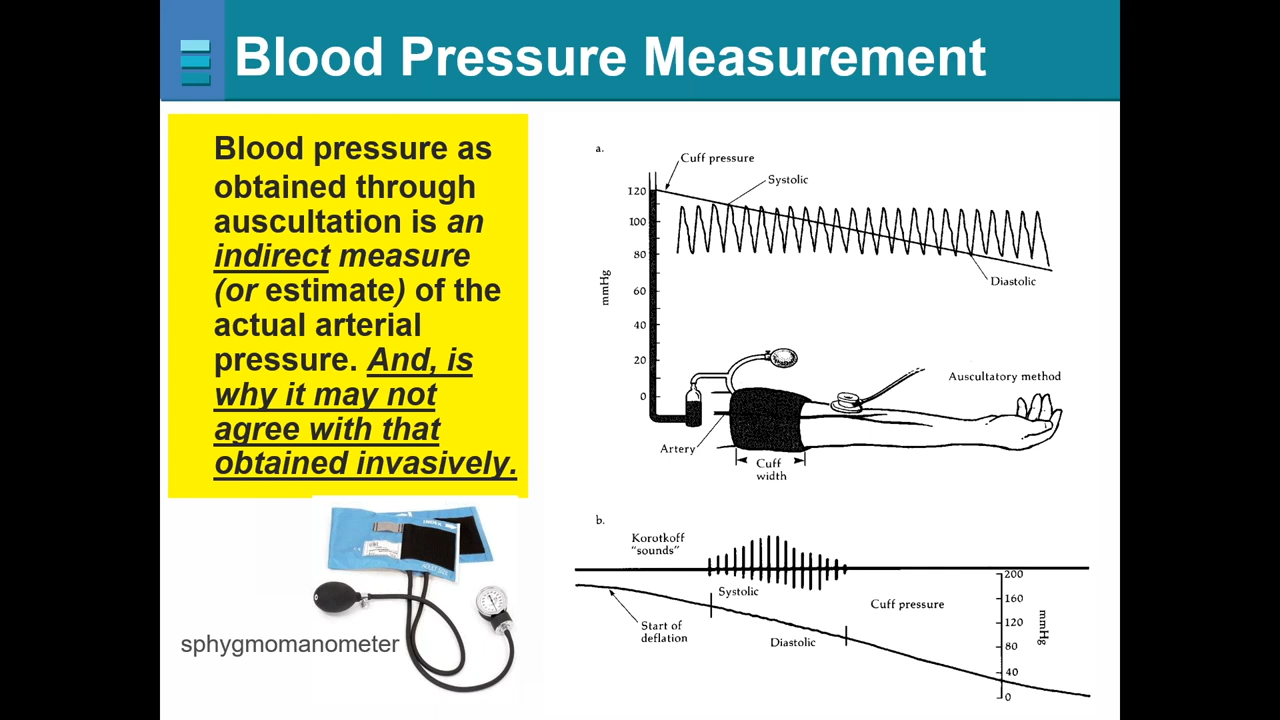 Blood Pressure Measurement
Blood pressure as
obtained through
auscultation is an
indirect measure
(or estimate) of the
actual arterial
pressure. And, is
why it may not
agree with that
obtained invasively.
sphygmomanometer
a.
Cuff pressure
Systolic
120
100
80
60
40
20
0
mmHg
Diastolic
Auscultatory method
Artery
Cuff
width
b.
Korotkoff
"sounds"
Systolic
Cuff pressure
Start of
deflation
Diastolic
200
160
120
80
40
0
mmHg